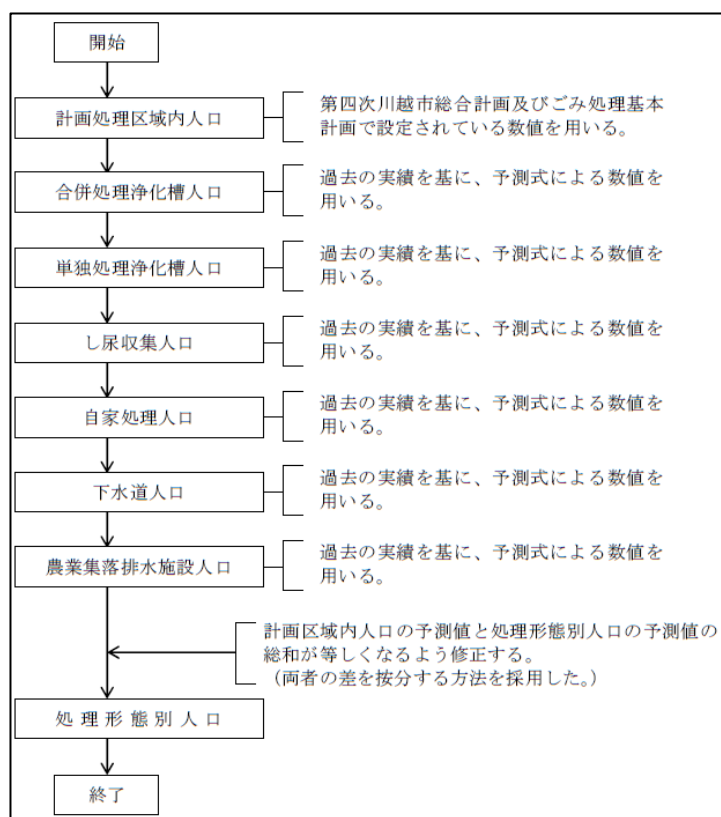 開始
計画処理区域内人口
第四次川越市総合計画及びごみ処理基本
計画で設定されている数値を用いる。
合併処理浄化槽人口
過去の実績を基に、予測式による数値を
用いる。
単独処理浄化槽人口
過去の実績を基に、予測式による数値を
用いる。
し尿収集人口
過去の実績を基に、予測式による数値を
用いる。
自家処理人口
過去の実績を基に、予測式による数値を
用いる。
下水道人口
過去の実績を基に、予測式による数値を
用いる。
農業集落排水施設人口
過去の実績を基に、予測式による数値を
用いる。
計画区域内人口の予測値と処理形態別人口の予測値の
総和が等しくなるよう修正する。
（両者の差を按分する方法を採用した。）
処理形態別人口
終了